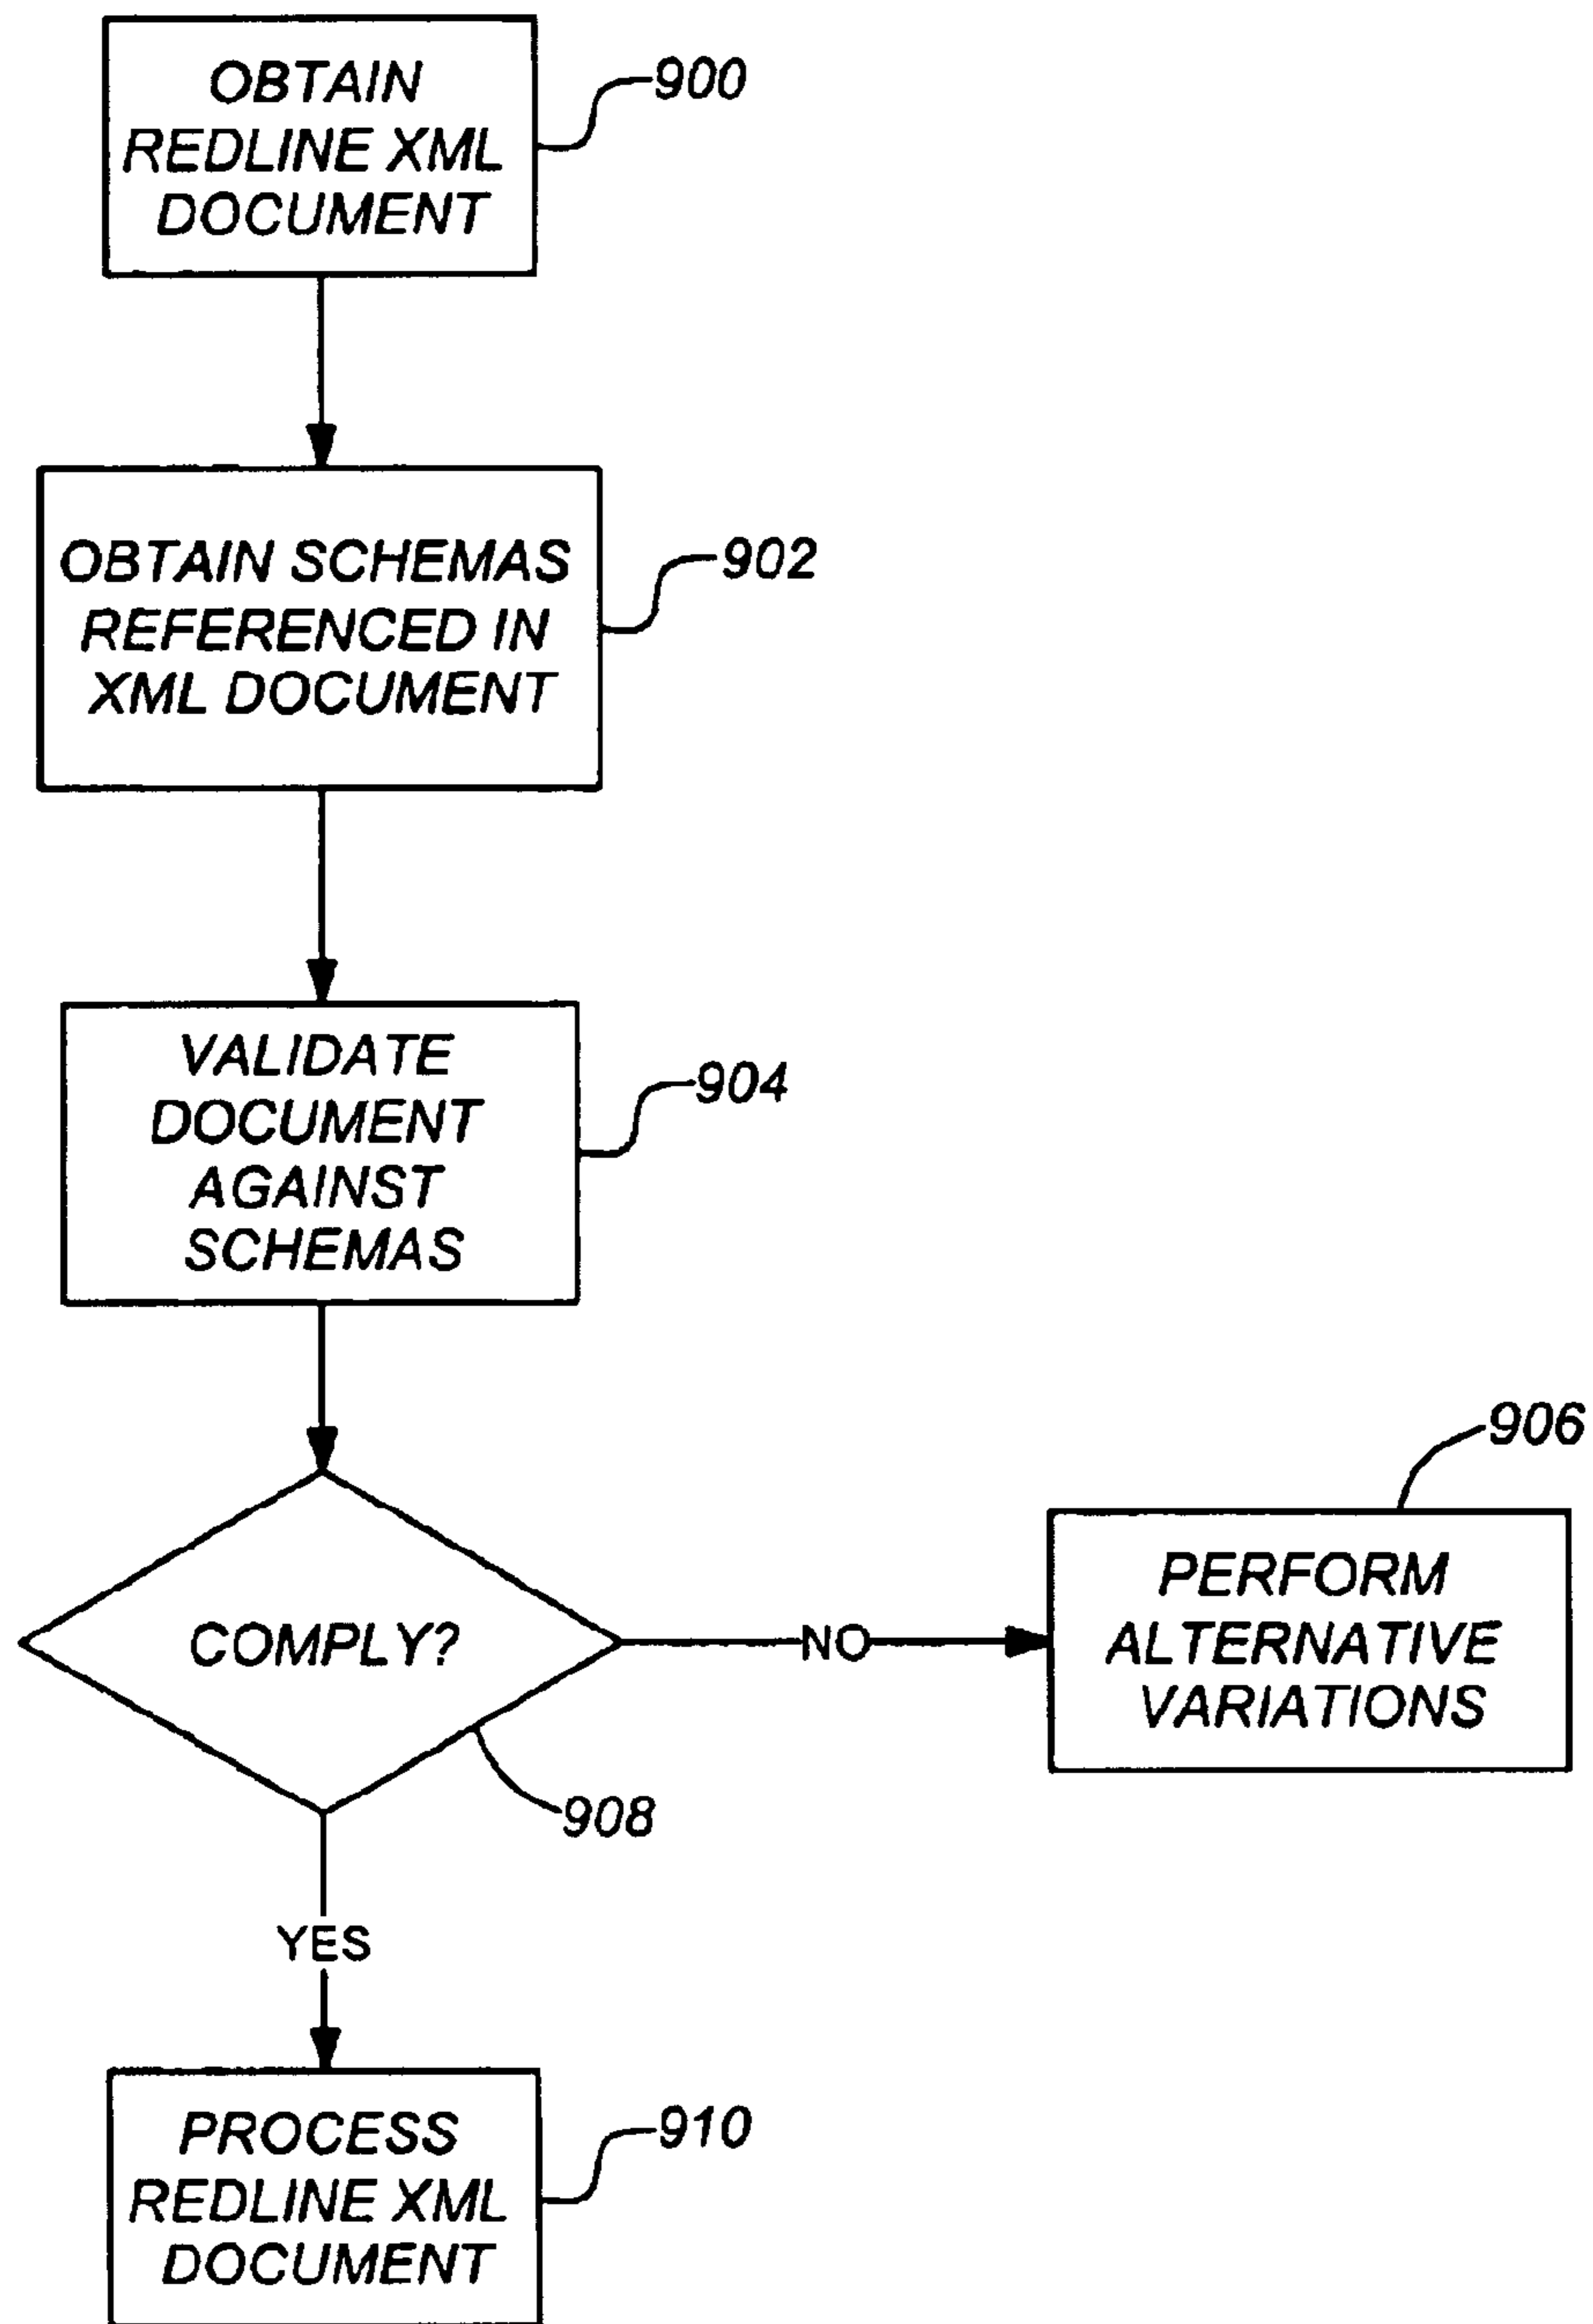 OBTAIN
REDLINE XML
DOCUMENT
900
OBTAIN SCHEMAS
REFERENCED IN
XML DOCUMENT
902
VALIDATE
DOCUMENT
AGAINST
SCHEMAS
904
COMPLY?
908
NO
906
PERFORM
ALTERNATIVE
VARIATIONS
YES
PROCESS
REDLINE XML
DOCUMENT
910